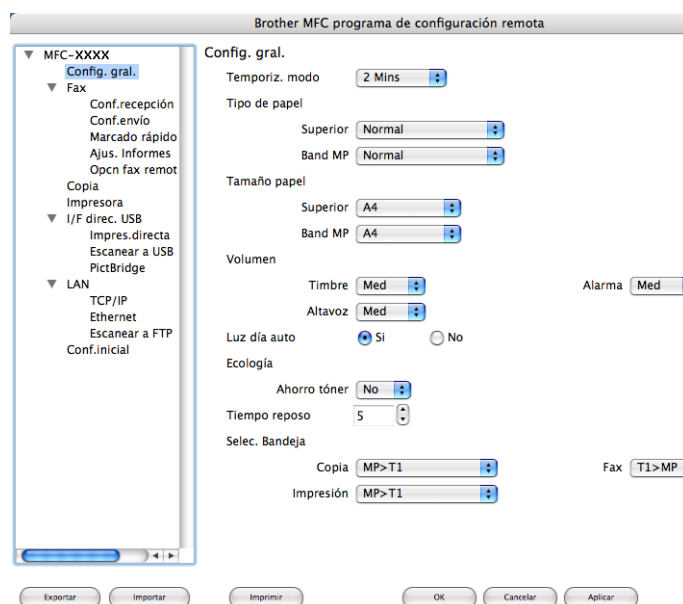 Brother MFC programa de configuración remota
MFC-XXXX
Config. gral.
Fax
Conf.recepción
Conf.envío
Marcado rápido
Ajus. Informes
Opcn fax remot
Copia
Impresora
I/F direc. USB
Impres.directa
Escanear a USB
PictBridge
LAN
TCP/IP
Ethernet
Escanear a FTP
Conf.inicial
Config. gral.
Temporiz. modo 2 Mins
Tipo de papel
Superior Normal
Band MP Normal
Tamaño papel
Superior A4
Band MP A4
Volumen
Timbre Med Alarma Med
Altavoz Med
Luz día auto Si No
Ecología
Ahorro tóner No
Tiempo reposo 5
Selec. Bandeja
Copia MP>T1 Fax T1>MP
Impresión MP>T1
Exportar Importar Imprimir OK Cancelar Aplicar